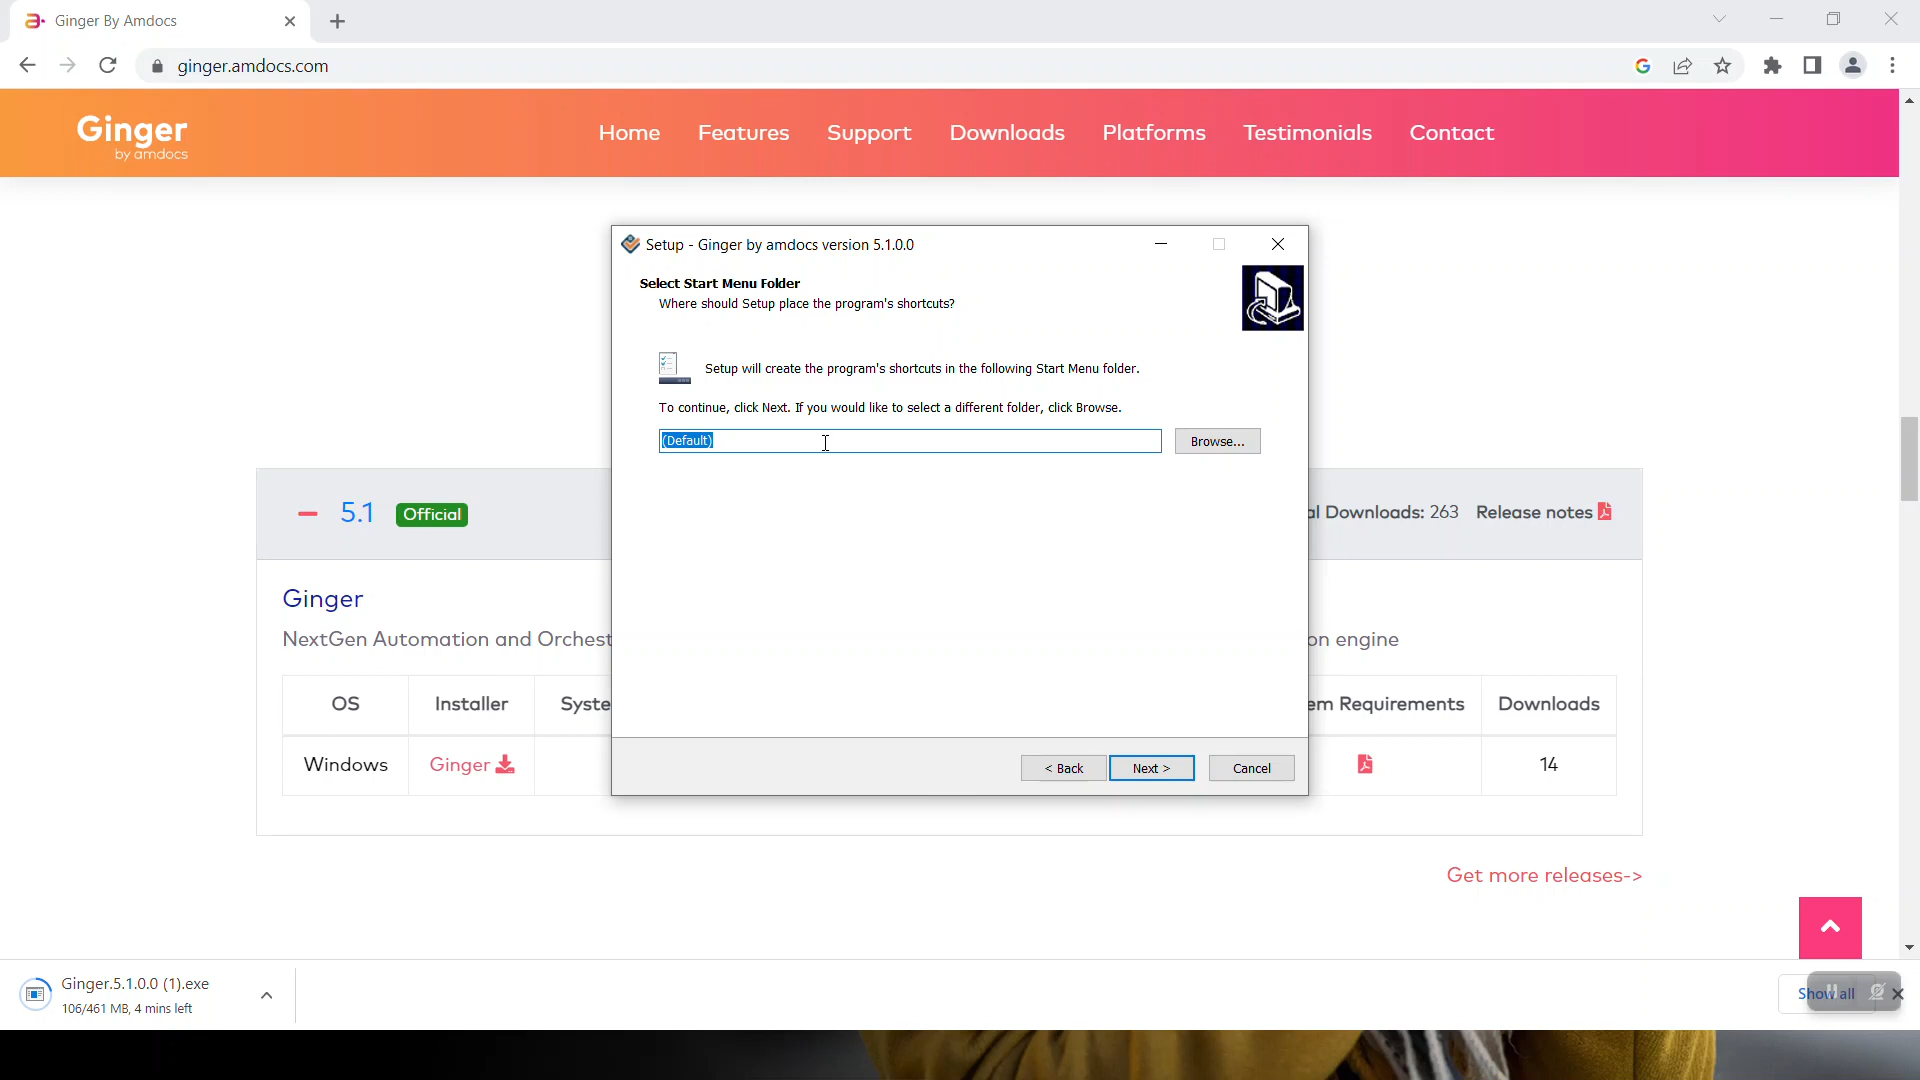 Ginger By Amdocs
ginger.amdocs.com
Ginger
by amdocs
Home Features Support Downloads Platforms Testimonials Contact
Setup - Ginger by amdocs version 5.1.0.0
Select Start Menu Folder
Where should Setup place the program's shortcuts?
Setup will create the program's shortcuts in the following Start Menu folder.
To continue, click Next. If you would like to select a different folder, click Browse.
(Default) Browse...
< Back Next > Cancel
5.1 Official al Downloads: 263 Release notes
Ginger
NextGen Automation and Orchest on engine
OS Installer Syste em Requirements Downloads
Windows Ginger 14
Get more releases->
Ginger.5.1.0.0 (1).exe
106/461 MB, 4 mins left
Show all